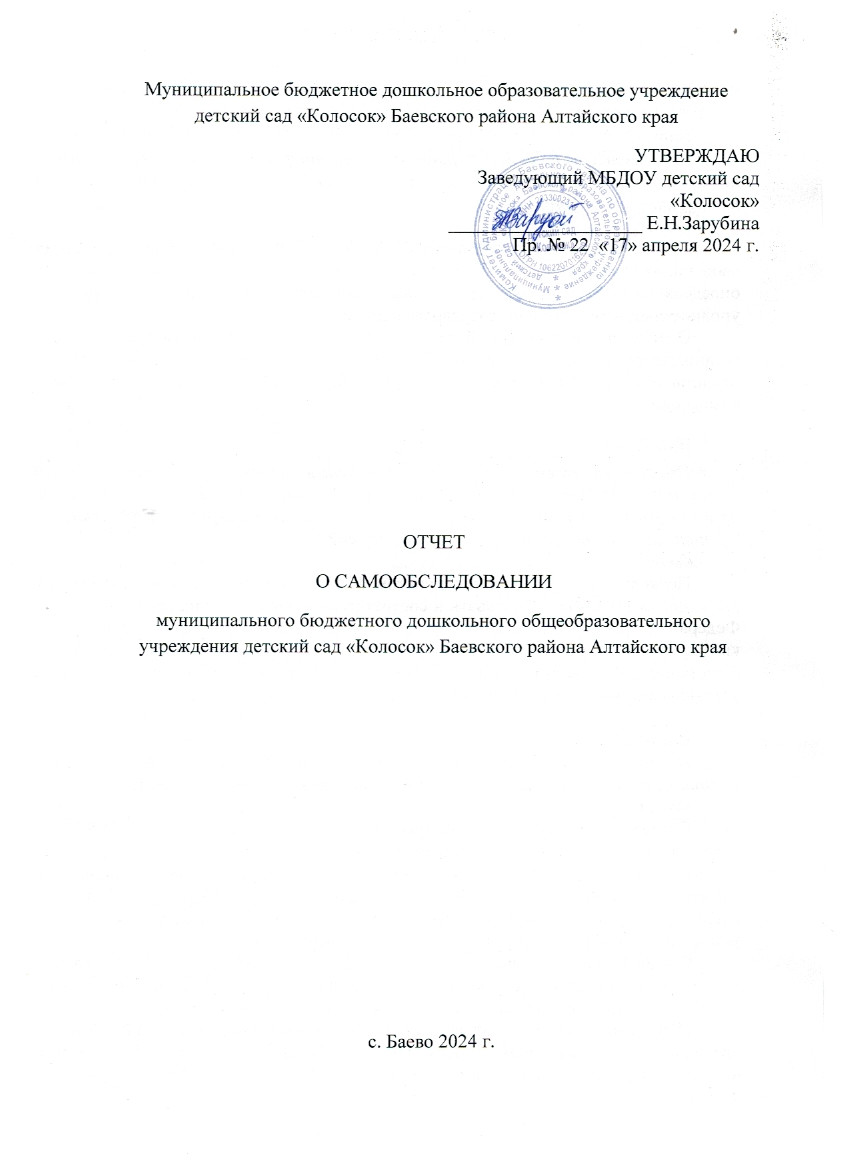 Муниципальное бюджетное дошкольное образовательное учреждение
детский сад «Колосок» Баевского района Алтайского края
УТВЕРЖДАЮ
Заведующий МБДОУ детский сад
«Колосок»
____________________ Е.Н.Зарубина
Пр. № 22 «17» апреля 2024 г.
ОТЧЕТ
О САМООБСЛЕДОВАНИИ
муниципального бюджетного дошкольного общеобразовательного
учреждения детский сад «Колосок» Баевского района Алтайского края
с. Баево 2024 г.